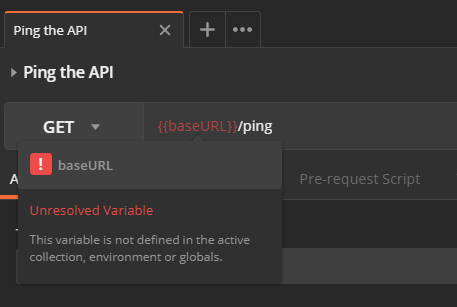 Ping the API
Ping the API
GET
{{baseURL}}/ping
! baseURL
Pre-request Script
Unresolved Variable
This variable is not defined in the active
collection, environment or globals.